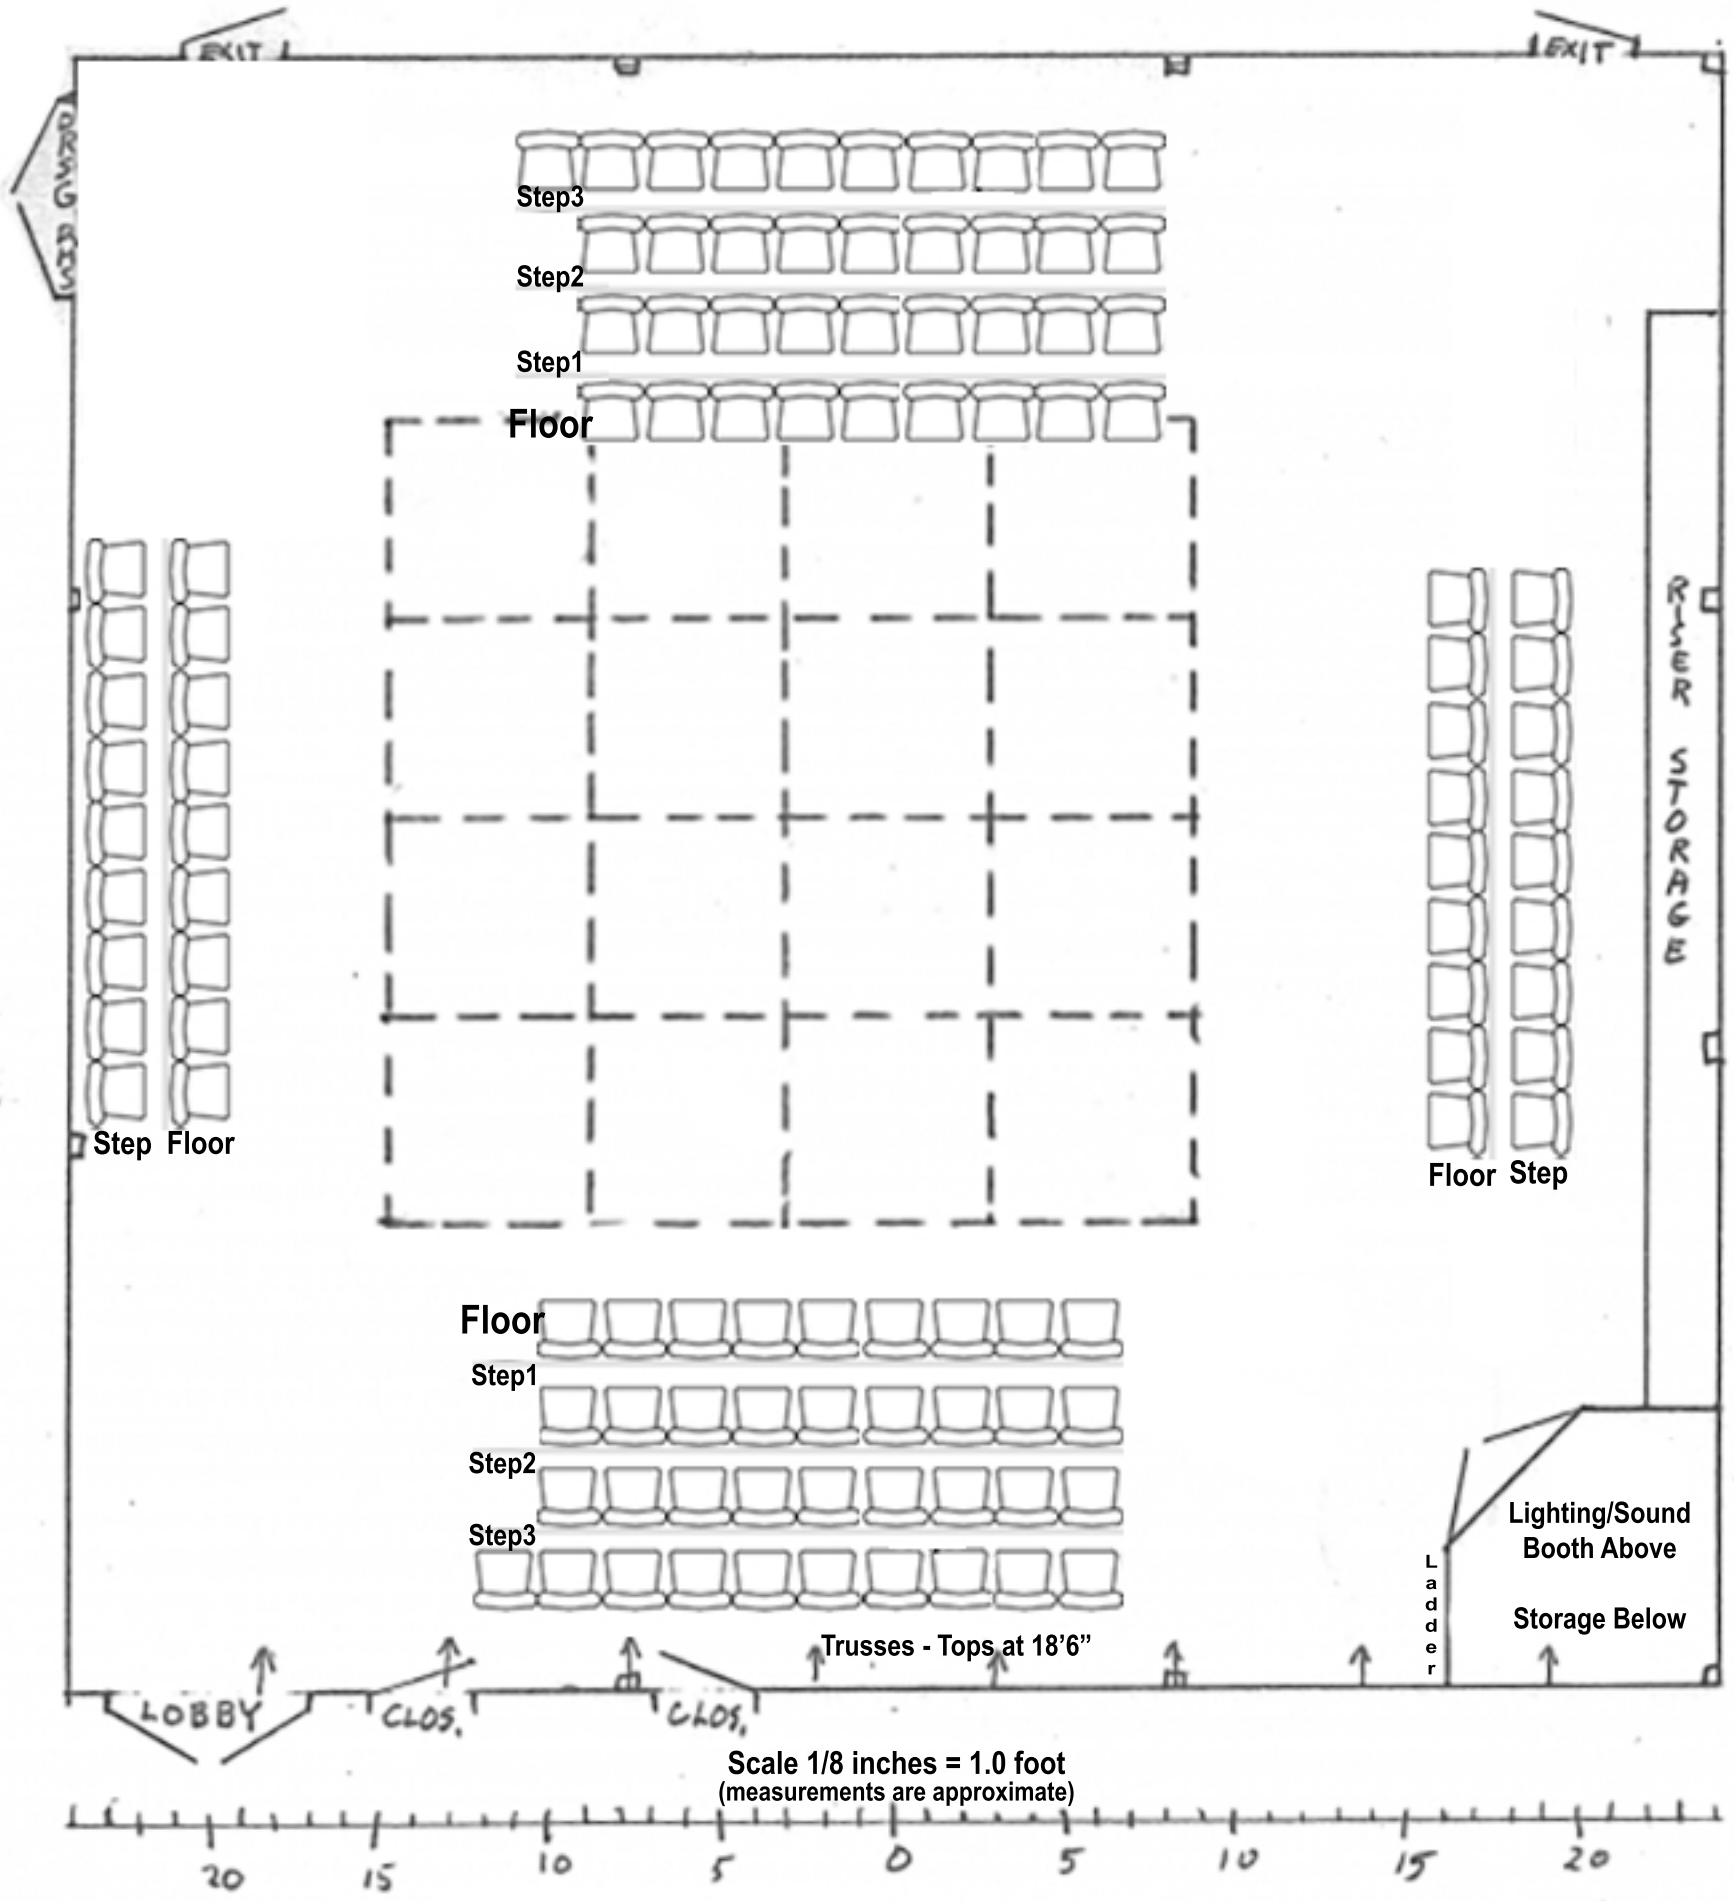 EXIT
EXIT
DRSG RMS
Step3
Step2
Step1
Floor
RISER STORAGE
Step Floor
Floor Step
Floor
Step1
Step2
Step3
Lighting/Sound
Booth Above
Ladder
Storage Below
Trusses - Tops at 18’6”
LOBBY
CLOS.
CLOS.
Scale 1/8 inches = 1.0 foot
(measurements are approximate)
20 15 10 5 0 5 10 15 20